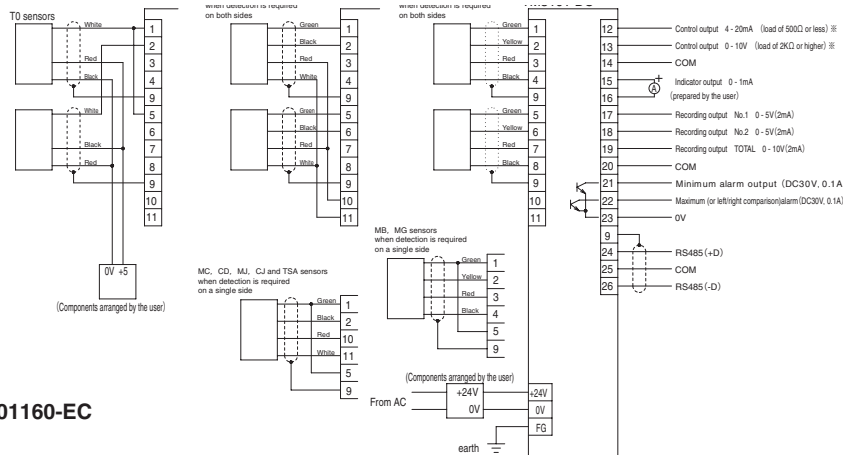 T0 sensors
White
Red
Black
White
Black
Red
1
2
3
4
9
5
6
7
8
9
10
11
0V +5
(Components arranged by the user)
when detection is required
on both sides
Green
Black
Red
White
Green
Black
Red
White
1
2
3
4
9
5
6
7
8
9
10
11
MC, CD, MJ, CJ and TSA sensors
when detection is required
on a single side
Green
Black
Red
White
1
2
10
11
5
9
when detection is required
on both sides
Green
Yellow
Red
Black
Green
Yellow
Red
Black
1
2
3
4
9
5
6
7
8
9
10
11
MB, MG sensors
when detection is required
on a single side
Green
Yellow
Red
Black
1
2
3
4
5
9
(Components arranged by the user)
From AC
+24V
0V
+24V
0V
FG
earth
12 Control output 4 - 20mA (load of 500Ω or less) ※
13 Control output 0 - 10V (load of 2KΩ or higher) ※
14 COM
15 Indicator output 0 - 1mA
16 (prepared by the user)
+
A
17 Recording output No.1 0 - 5V(2mA)
18 Recording output No.2 0 - 5V(2mA)
19 Recording output TOTAL 0 - 10V(2mA)
20 COM
21 Minimum alarm output (DC30V, 0.1A
22 Maximum (or left/right comparison)alarm(DC30V, 0.1A)
23 0V
9
24 RS485(+D)
25 COM
26 RS485(-D)
01160-EC